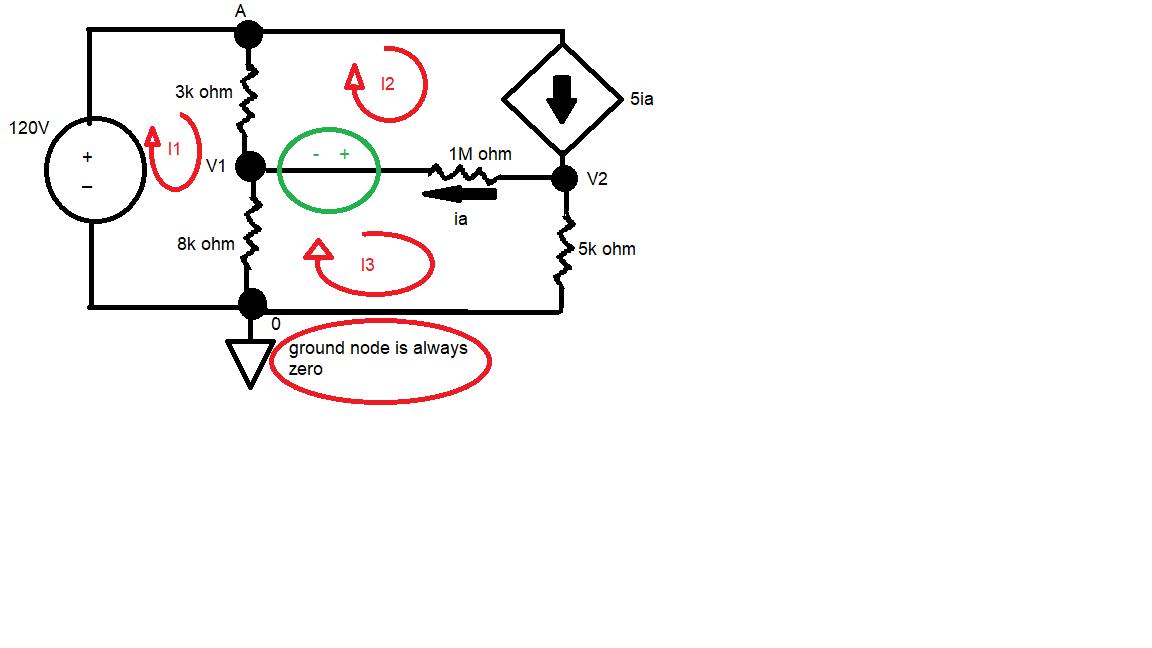 A
I2
3k ohm
5ia
120V
+
–
I1
V1
- +
1M ohm
V2
ia
8k ohm
I3
5k ohm
0
ground node is always
zero